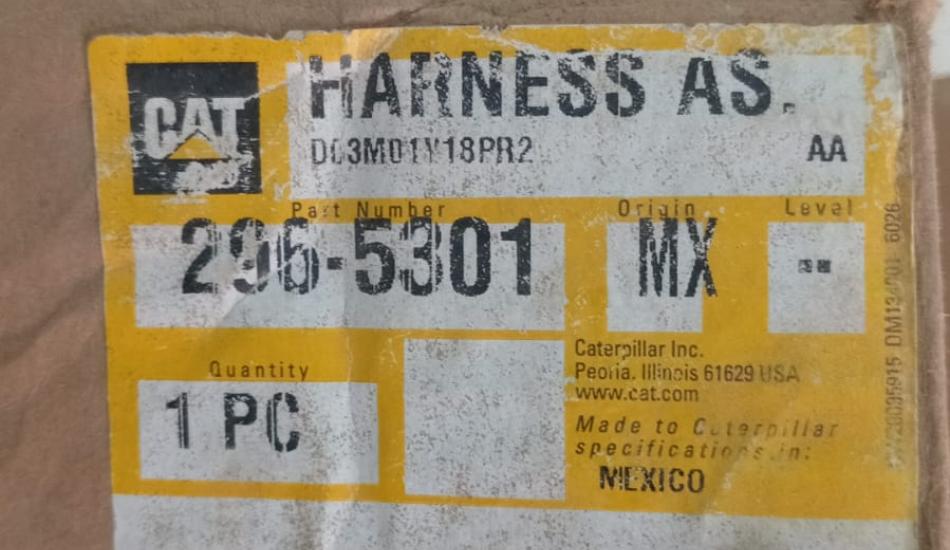 CAT
HARNESS AS.
D03M01Y18PR2 AA
Part Number Origin Level
296-5301 MX --
Quantity
1 PC
Caterpillar Inc.
Peoria, Illinois 61629 USA
www.cat.com
Made to Caterpillar
specifications in:
MEXICO
6026